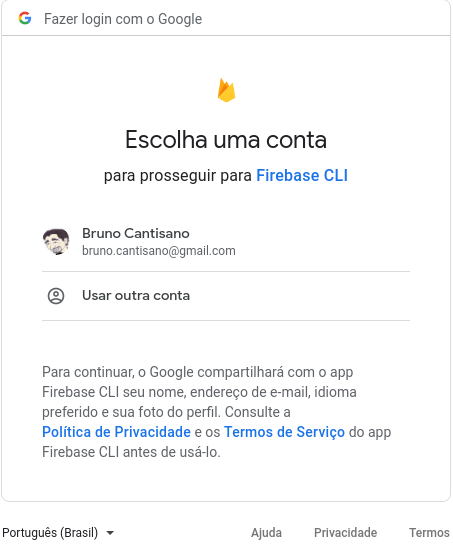 Fazer login com o Google
Escolha uma conta
para prosseguir para Firebase CLI
Bruno Cantisano
bruno.cantisano@gmail.com
Usar outra conta
Para continuar, o Google compartilhará com o app
Firebase CLI seu nome, endereço de e-mail, idioma
preferido e sua foto do perfil. Consulte a
Política de Privacidade e os Termos de Serviço do app
Firebase CLI antes de usá-lo.
Português (Brasil) Ajuda Privacidade Termos